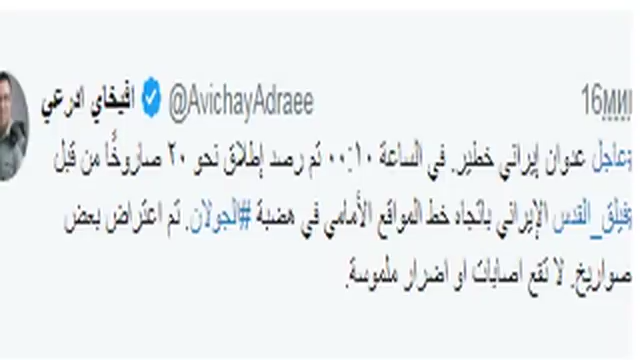 افيخاي ادرعي @AvichayAdraee 16мин
#عاجل عدوان إيراني خطير. في الساعة ٠٠:١٠ تم رصد إطلاق نحو ٢٠ صاروخًا من قبل
#فيلق_القدس الإيراني باتجاه خط المواقع الأمامي في هضبة #الجولان. تم اعتراض بعض
صواريخ. لا تقع اصابات او اضرار ملموسة.